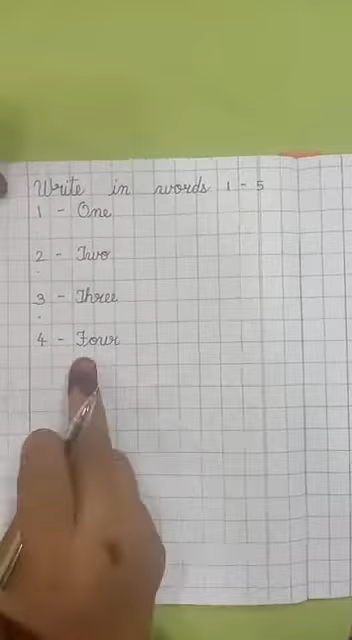 Write in words 1 - 5
1 - One
2 - Two
3 - Three
4 - Four